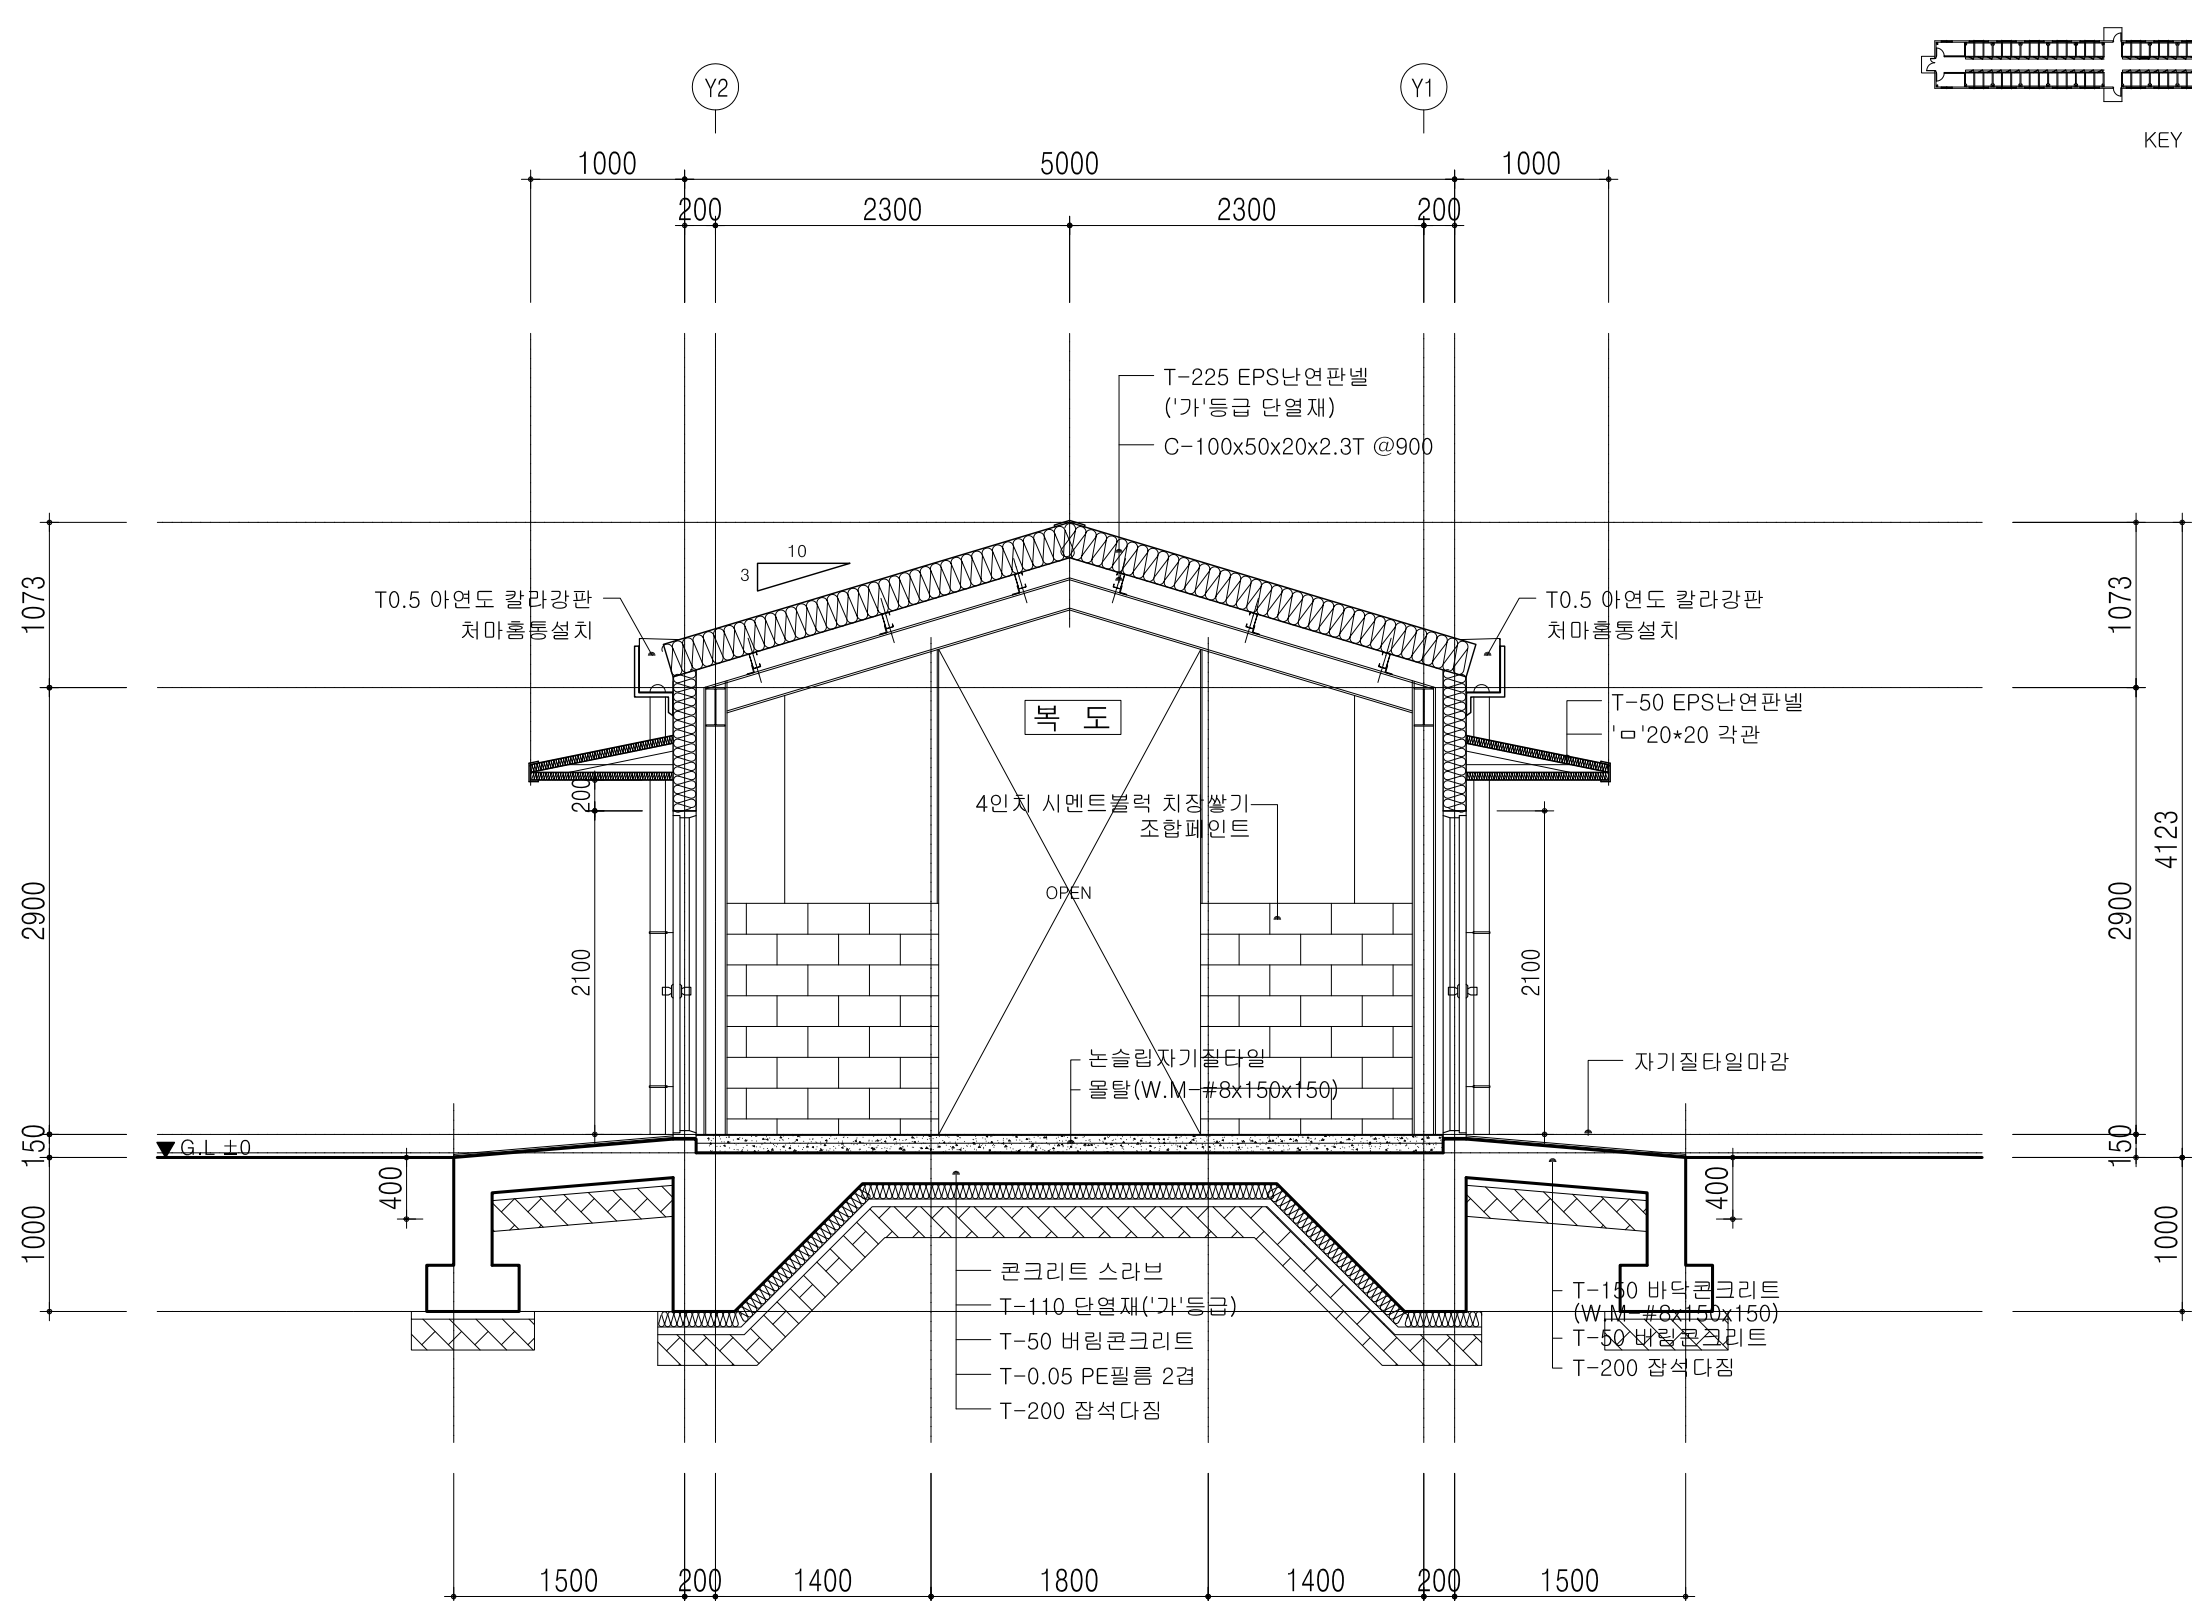 Y2
Y1
KEY
1000
5000
1000
200
2300
2300
200
T-225 EPS난연판넬
('가'등급 단열재)
C-100x50x20x2.3T @900
10
3
T0.5 아연도 칼라강판
처마홈통설치
T0.5 아연도 칼라강판
처마홈통설치
1073
1073
T-50 EPS난연판넬
'ㅁ'20*20 각관
복 도
200
4인치 시멘트블럭 치장쌓기
조합페인트
OPEN
4123
2900
2900
2100
2100
논슬립자기질타일
몰탈(W.M-#8x150x150)
자기질타일마감
G.L ±0
150
150
400
400
1000
1000
콘크리트 스라브
T-110 단열재('가'등급)
T-50 버림콘크리트
T-0.05 PE필름 2겹
T-200 잡석다짐
T-150 바닥콘크리트
(W.M-#8x150x150)
T-50 버림콘크리트
T-200 잡석다짐
1500
200
1400
1800
1400
200
1500